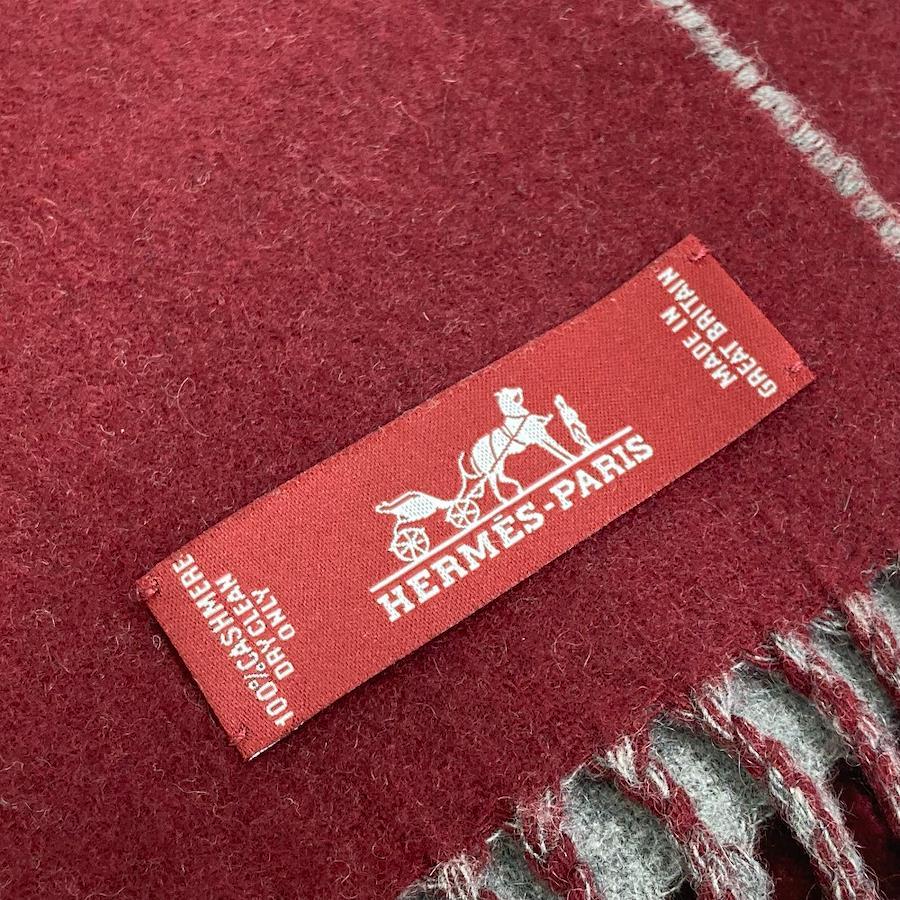 100%CASHMERE
DRY CLEAN
ONLY
HERMÈS-PARIS
MADE IN
GREAT BRITAIN